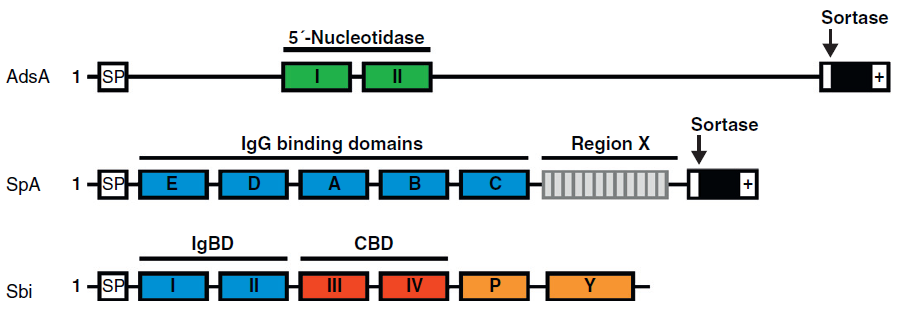 Sortase
5´-Nucleotidase
AdsA 1 SP I II +
Sortase
IgG binding domains Region X
SpA 1 SP E D A B C +
IgBD CBD
Sbi 1 SP I II III IV P Y